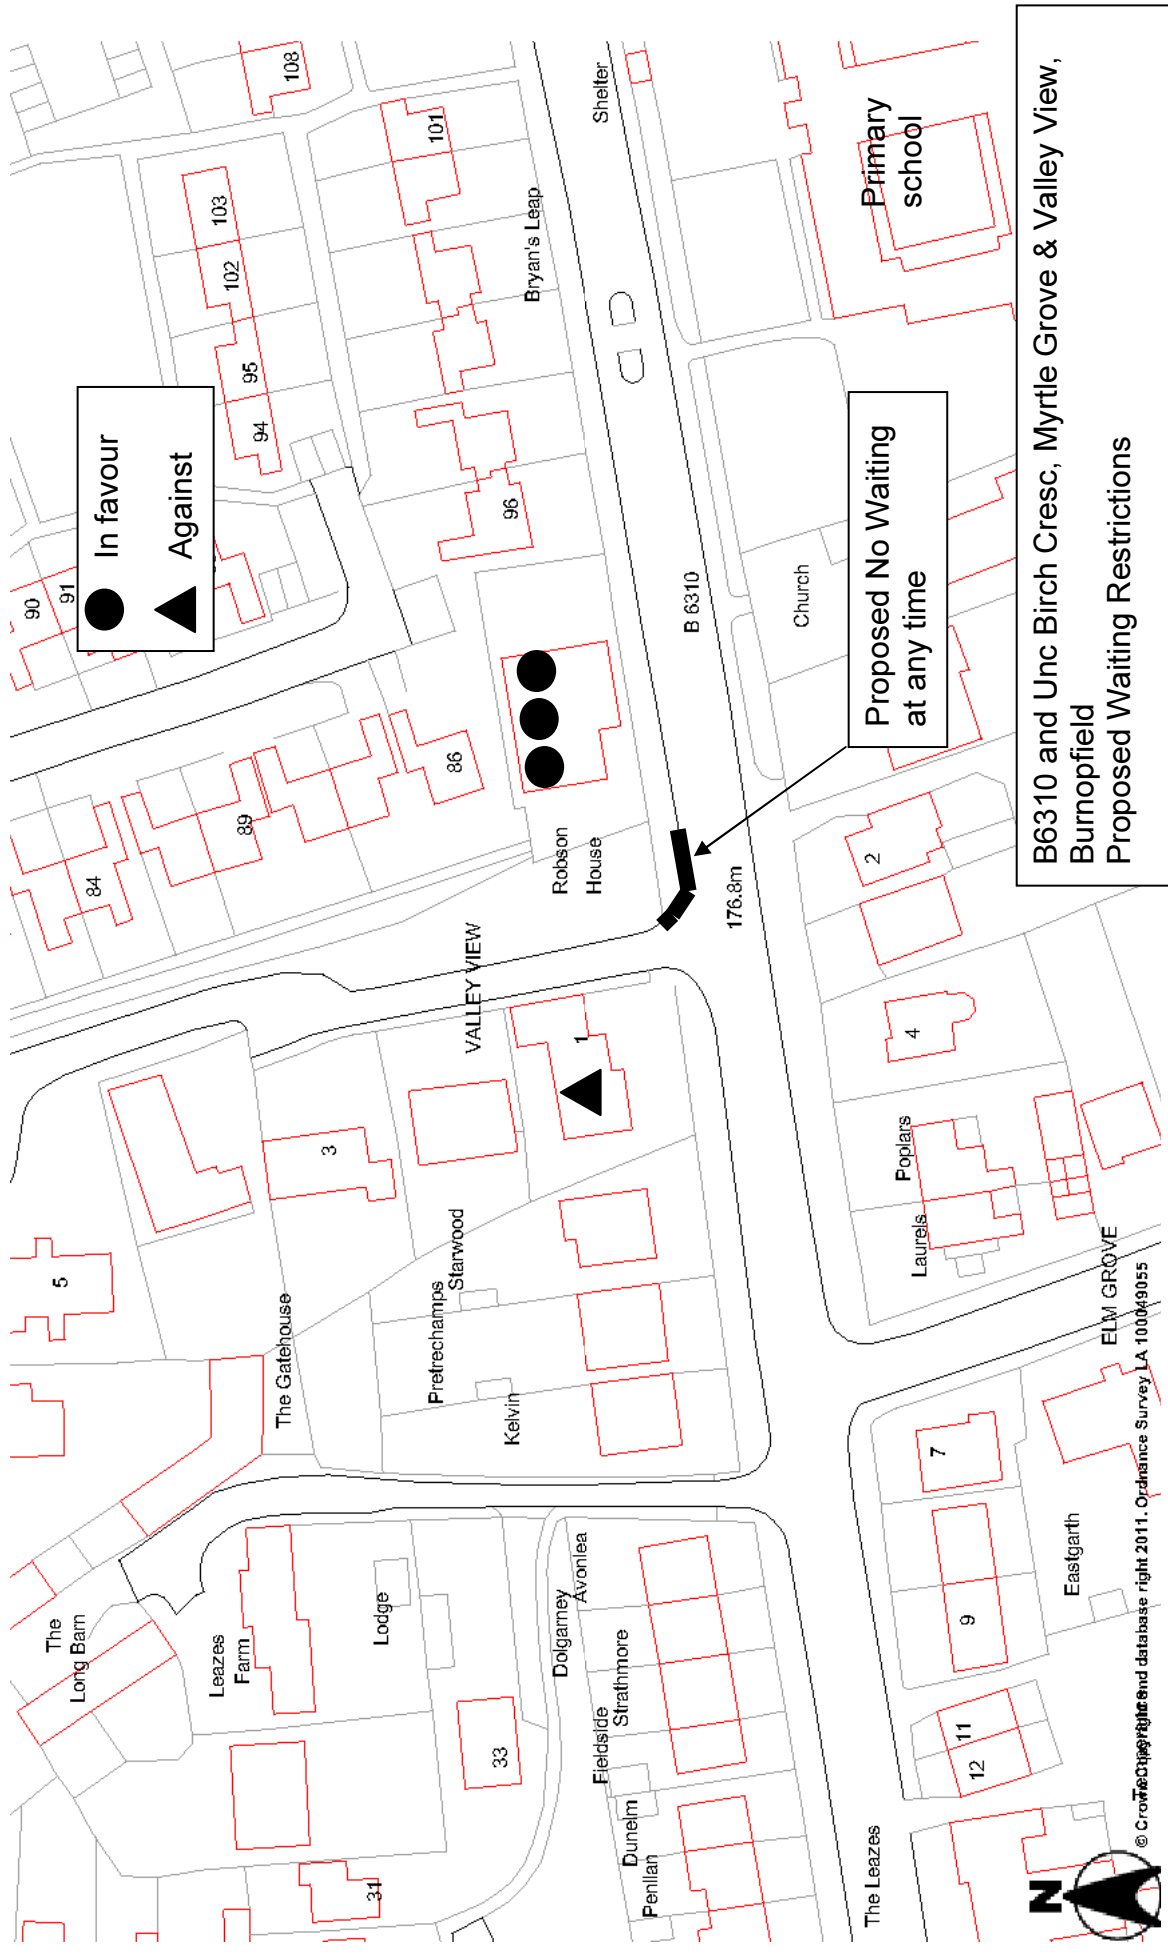 In favour
Against
90
91
94
95
102
103
108
101
96
Bryan's Leap
Shelter
84
89
86
Robson
House
B 6310
Church
Primary
school
VALLEY VIEW
176.8m
Proposed No Waiting
at any time
5
3
1
2
4
The Gatehouse
Pretrechamps
Starwood
Kelvin
Poplars
Laurels
ELM GROVE
The
Long Barn
Leazes
Farm
Lodge
31
33
Dolgarney
Avonlea
Fieldside
Strathmore
Dunelm
Penllan
The Leazes
7
9
11
12
Eastgarth
N
© Crown Copyright and database right 2011. Ordnance Survey LA 100049055
B6310 and Unc Birch Cresc, Myrtle Grove & Valley View,
Burnopfield
Proposed Waiting Restrictions